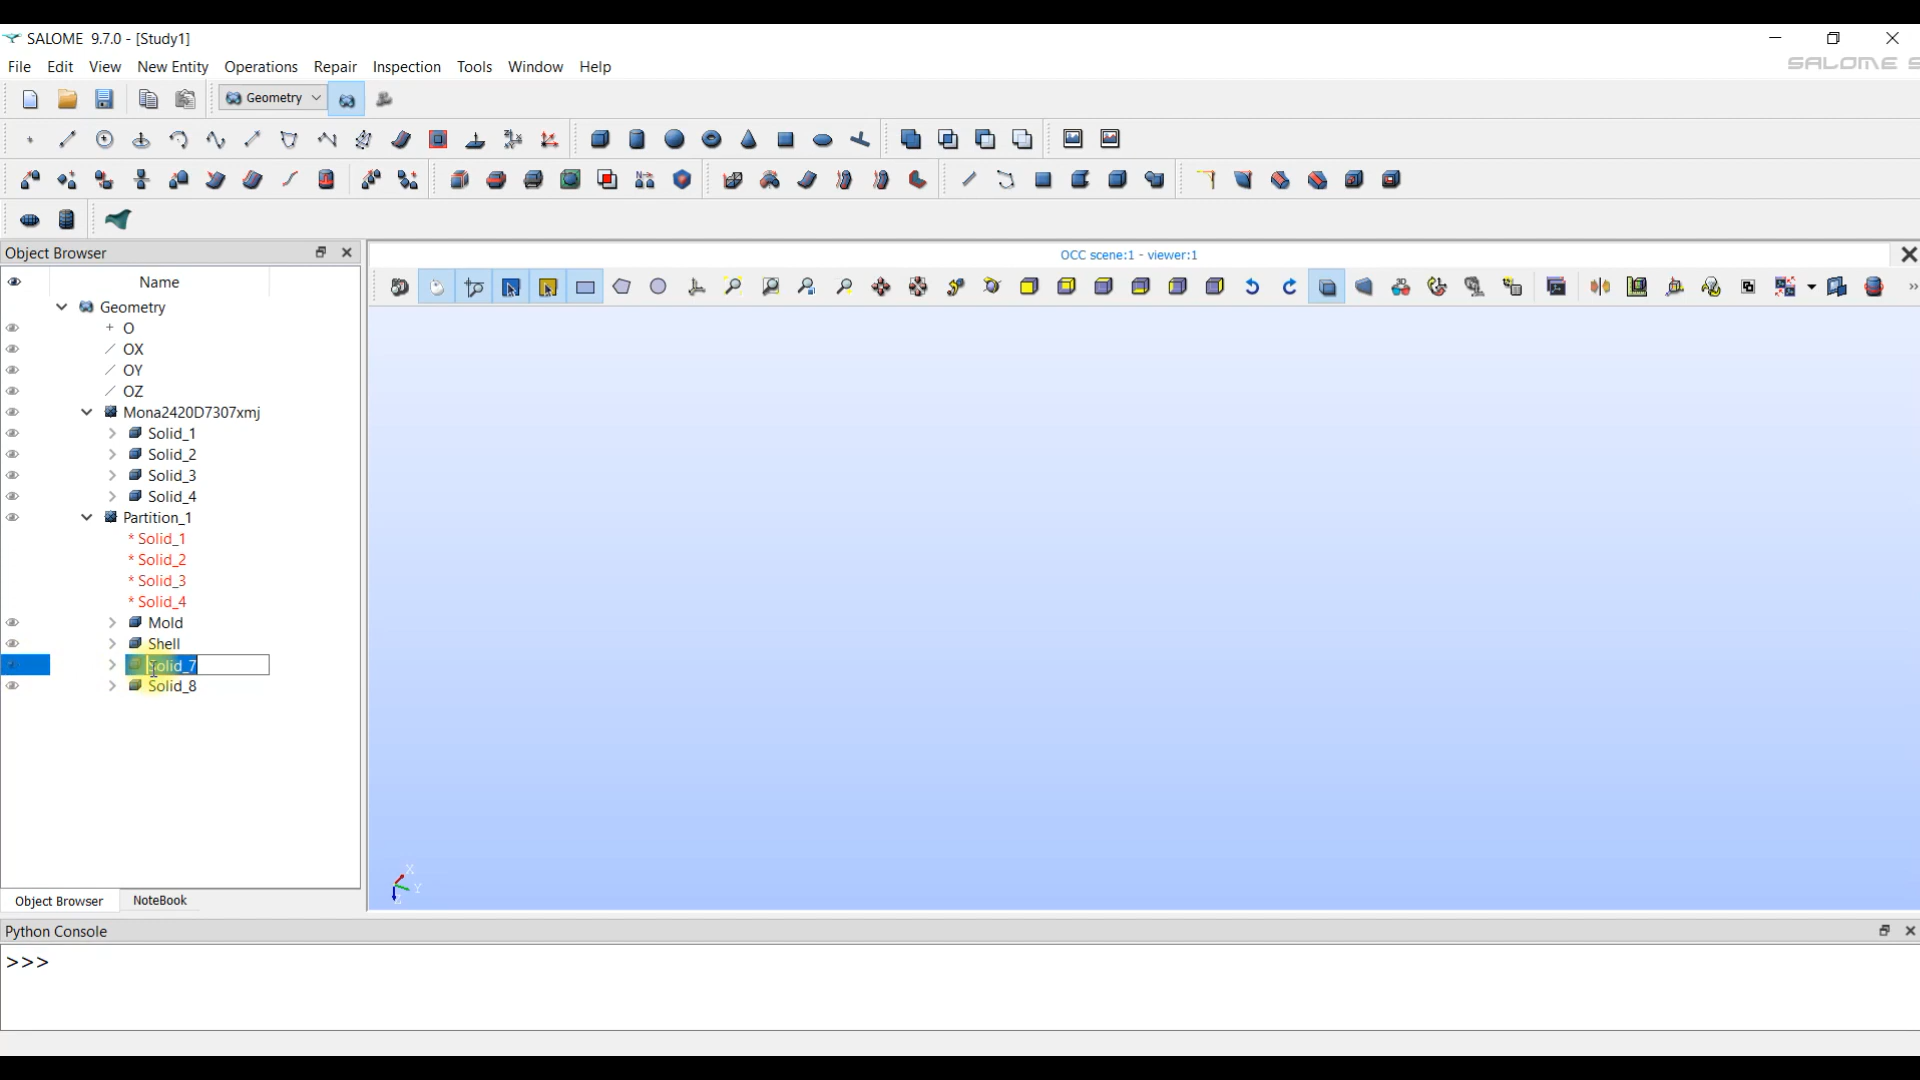 SALOME 9.7.0 - [Study1]
File Edit View New Entity Operations Repair Inspection Tools Window Help
SALOME S
Geometry
Object Browser
OCC scene:1 - viewer:1
Name
Geometry
O
OX
OY
OZ
Mona2420D7307xmj
Solid_1
Solid_2
Solid_3
Solid_4
Partition_1
* Solid_1
* Solid_2
* Solid_3
* Solid_4
Mold
Shell
Solid_7
Solid_8
X
Y
Object Browser NoteBook
Python Console
>>>